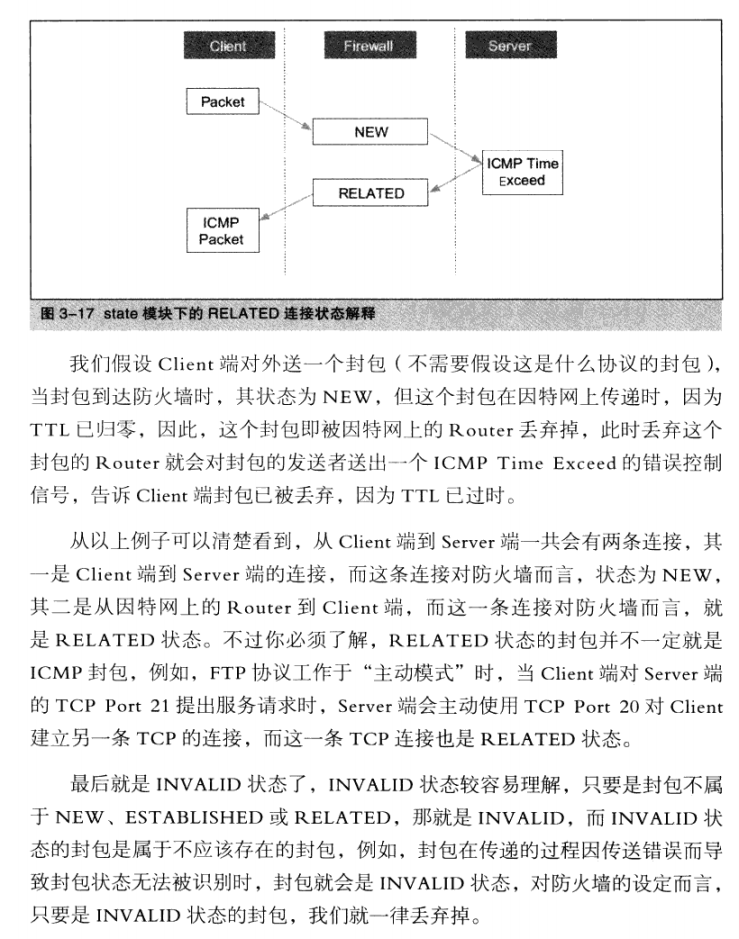 Client Firewall Server
Packet
NEW
ICMP Time
Exceed
RELATED
ICMP
Packet
图 3-17 state 模块下的 RELATED 连接状态解释
我们假设 Client 端对外送一个封包（不需要假设这是什么协议的封包），
当封包到达防火墙时，其状态为 NEW，但这个封包在因特网上传递时，因为
TTL 已归零，因此，这个封包即被因特网上的 Router 丢弃掉，此时丢弃这个
封包的 Router 就会对封包的发送者送出一个 ICMP Time Exceed 的错误控制
信号，告诉 Client 端封包已被丢弃，因为 TTL 已过时。
从以上例子可以清楚看到，从 Client 端到 Server 端一共会有两条连接，其
一是 Client 端到 Server 端的连接，而这条连接对防火墙而言，状态为 NEW，
其二是从因特网上的 Router 到 Client 端，而这一条连接对防火墙而言，就
是 RELATED 状态。不过你必须了解，RELATED 状态的封包并不一定就是
ICMP 封包，例如，FTP 协议工作于“主动模式”时，当 Client 端对 Server 端
的 TCP Port 21 提出服务请求时，Server 端会主动使用 TCP Port 20 对 Client
建立另一条 TCP 的连接，而这一条 TCP 连接也是 RELATED 状态。
最后就是 INVALID 状态了，INVALID 状态较容易理解，只要是封包不属
于 NEW、ESTABLISHED 或 RELATED，那就是 INVALID，而 INVALID 状
态的封包是属于不应该存在的封包，例如，封包在传递的过程因传送错误而导
致封包状态无法被识别时，封包就会是 INVALID 状态，对防火墙的设定而言，
只要是 INVALID 状态的封包，我们就一律丢弃掉。